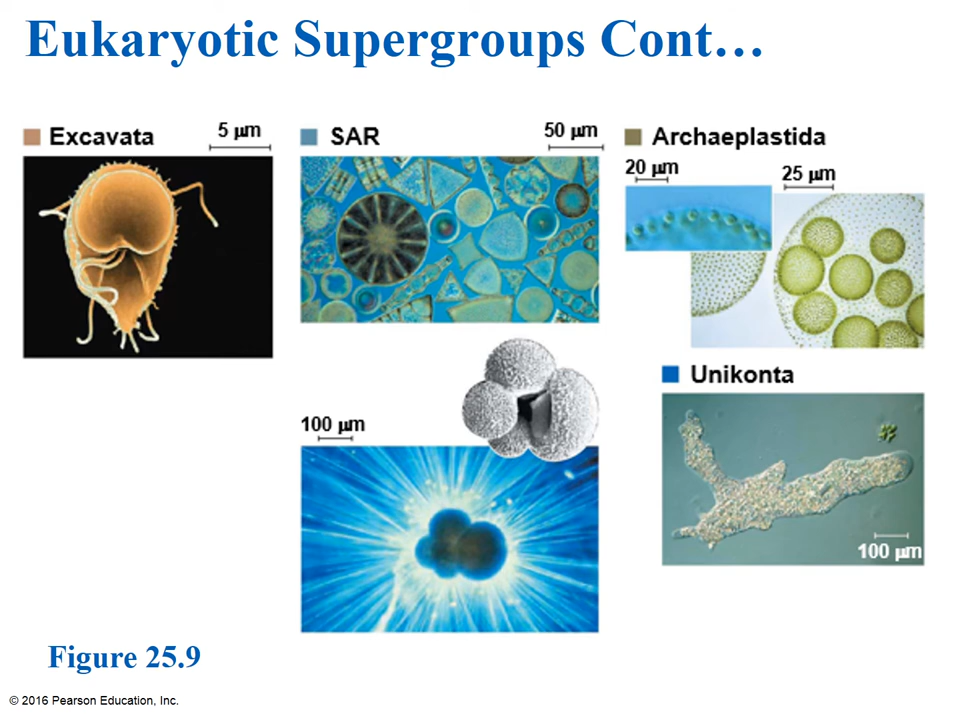 Eukaryotic Supergroups Cont…
Excavata
5 μm
SAR
50 μm
Archaeplastida
20 μm
25 μm
Unikonta
100 μm
100 μm
Figure 25.9
© 2016 Pearson Education, Inc.